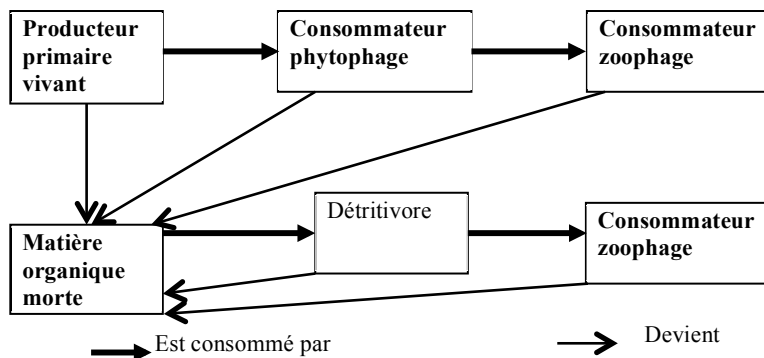 Producteur
primaire
vivant
Consommateur
phytophage
Consommateur
zoophage
Matière
organique
morte
Détritivore
Consommateur
zoophage
Est consommé par
Devient